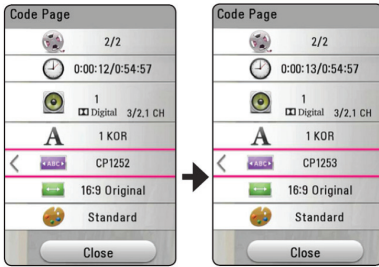 Code Page
2/2
0:00:12/0:54:57
1
Digital 3/2.1 CH
A 1 KOR
ABC CP1252
16:9 Original
Standard
Close
Code Page
2/2
0:00:13/0:54:57
1
Digital 3/2.1 CH
A 1 KOR
ABC CP1253
16:9 Original
Standard
Close